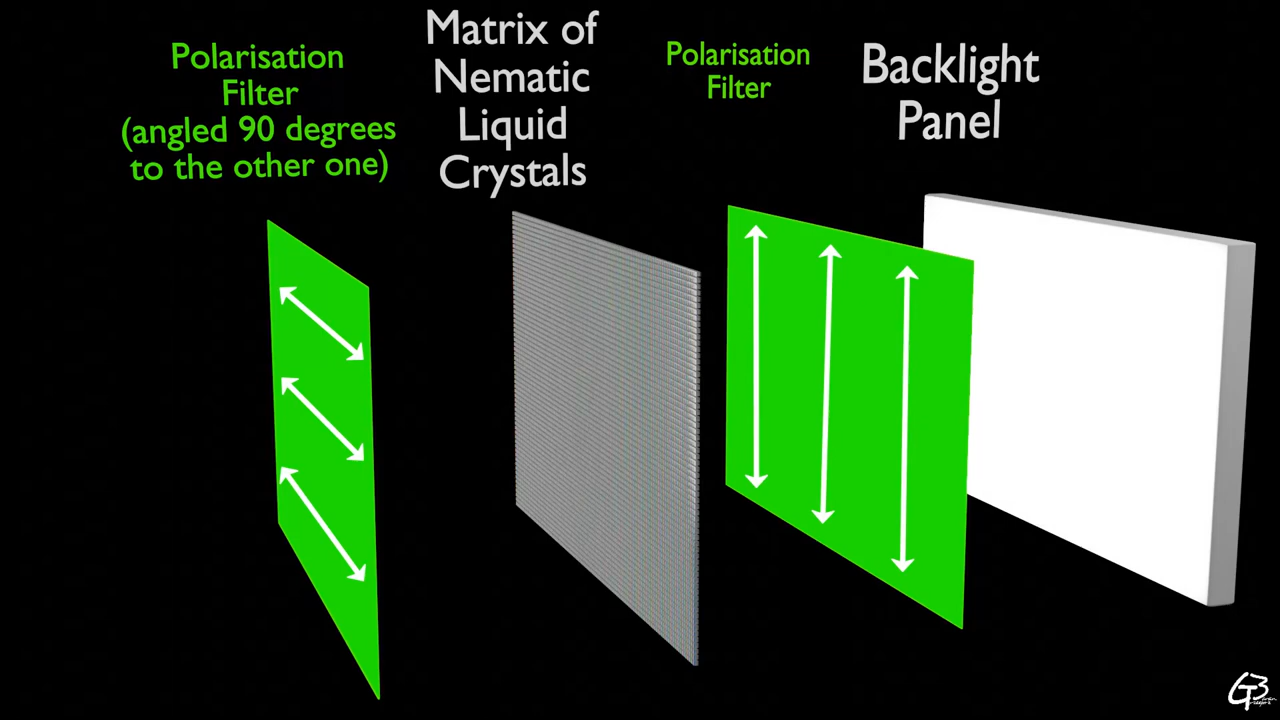 Polarisation
Filter
(angled 90 degrees
to the other one)
Matrix of
Nematic
Liquid
Crystals
Polarisation
Filter
Backlight
Panel